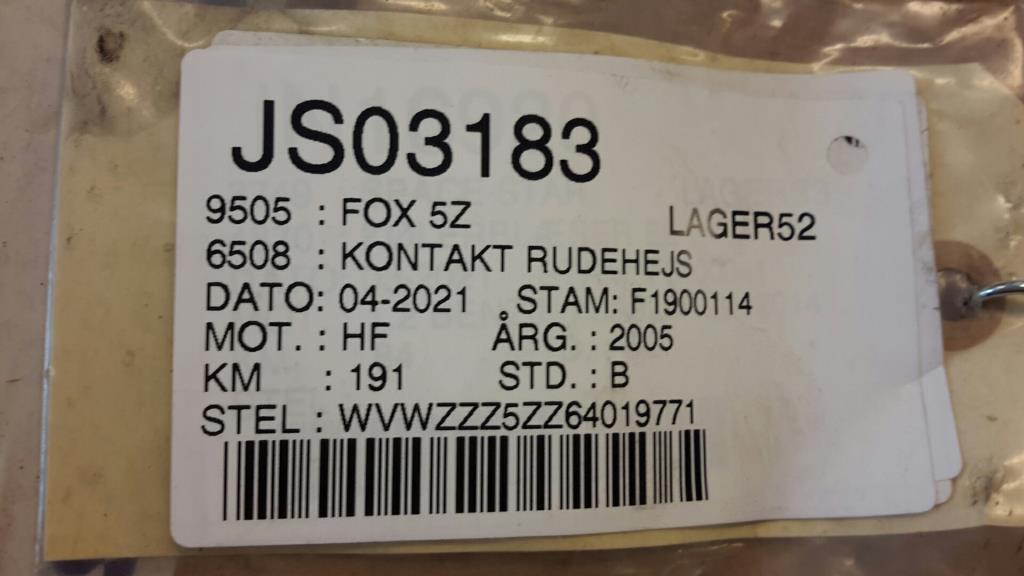 JS03183
9505 : FOX 5Z LAGER52
6508 : KONTAKT RUDEHEJS
DATO: 04-2021 STAM: F1900114
MOT. : HF ÅRG. : 2005
KM : 191 STD. : B
STEL : WVWZZZ5ZZ64019771